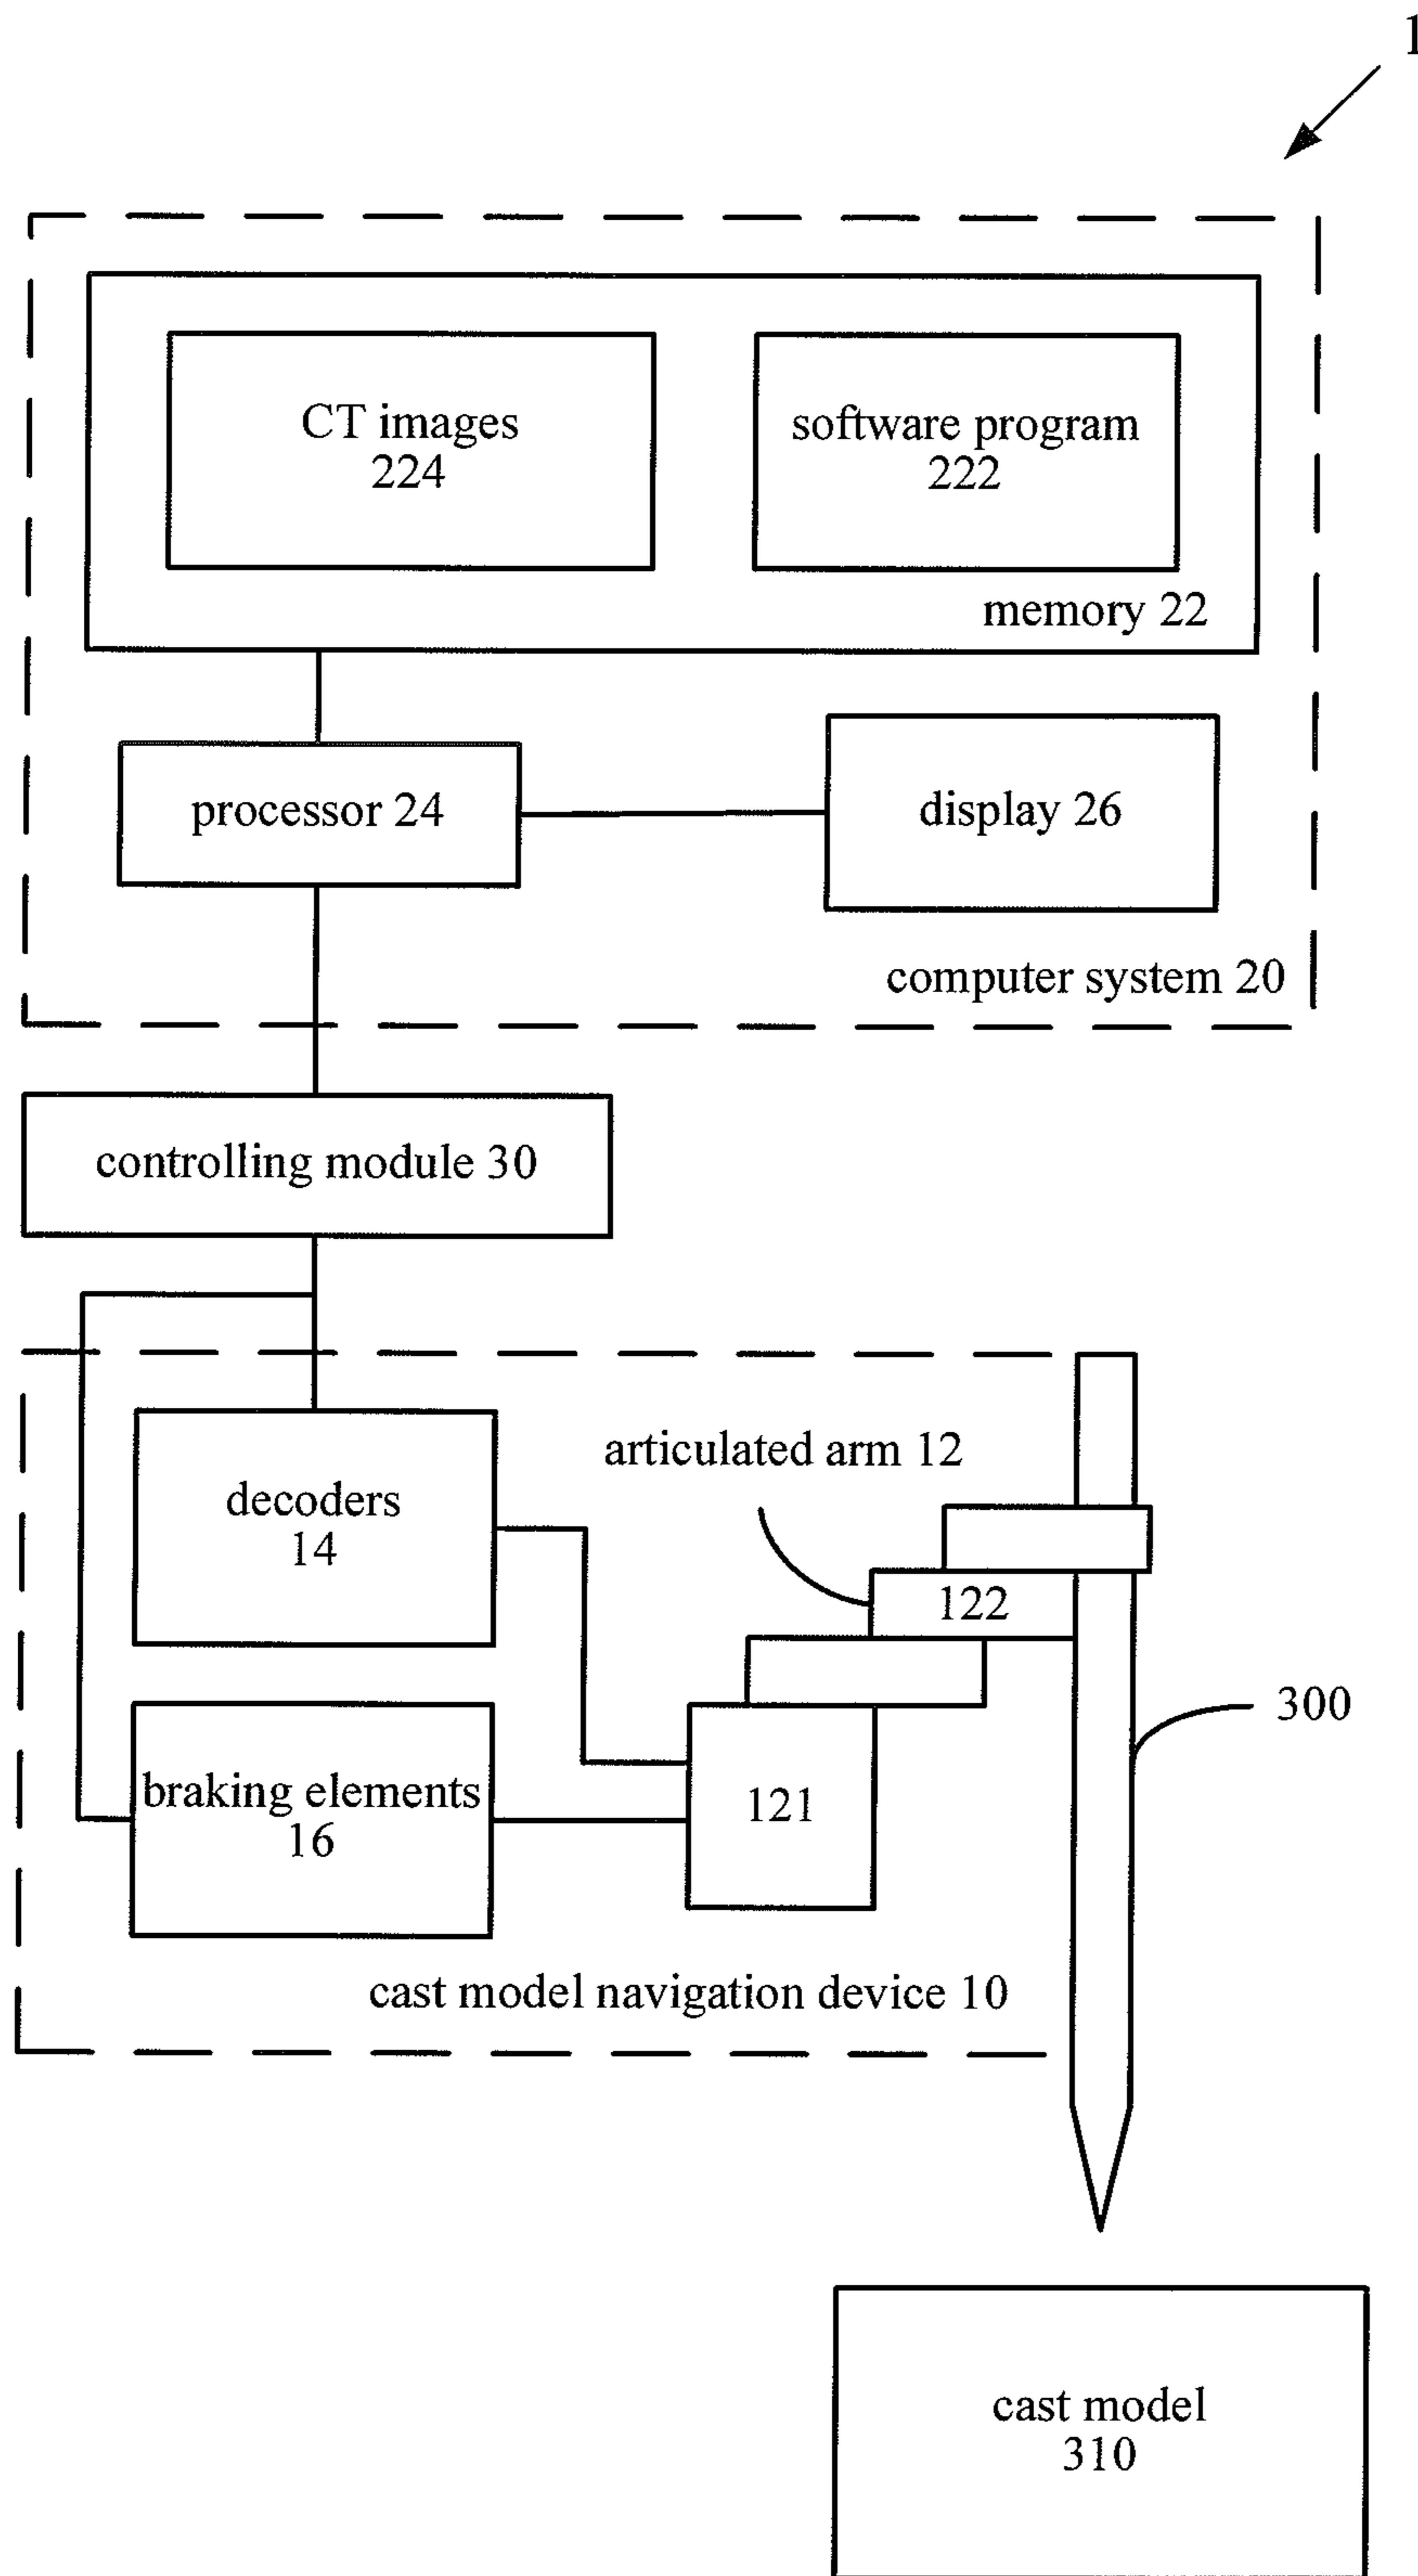 1
CT images
224
software program
222
memory 22
processor 24
display 26
computer system 20
controlling module 30
articulated arm 12
decoders
14
122
300
braking elements
16
121
cast model navigation device 10
cast model
310